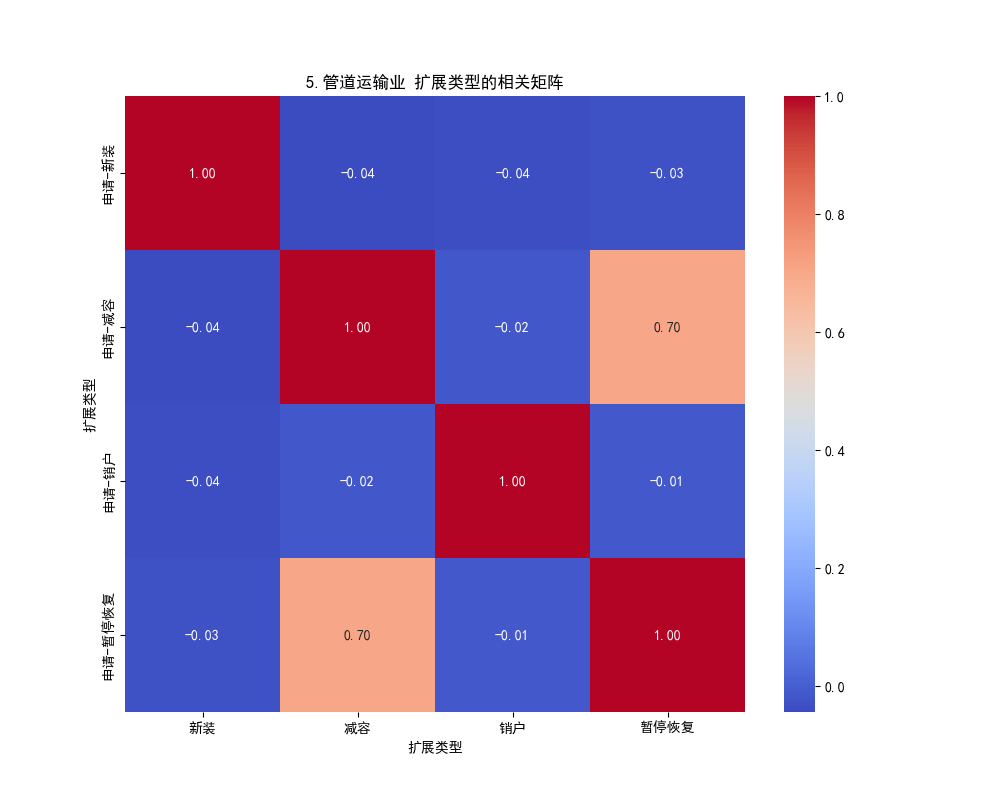 5.管道运输业 扩展类型的相关矩阵
申请-新装
申请-减容
申请-销户
申请-暂停恢复
扩展类型
1.00 -0.04 -0.04 -0.03
-0.04 1.00 -0.02 0.70
-0.04 -0.02 1.00 -0.01
-0.03 0.70 -0.01 1.00
新装 减容 销户 暂停恢复
扩展类型
1.0
0.8
0.6
0.4
0.2
0.0